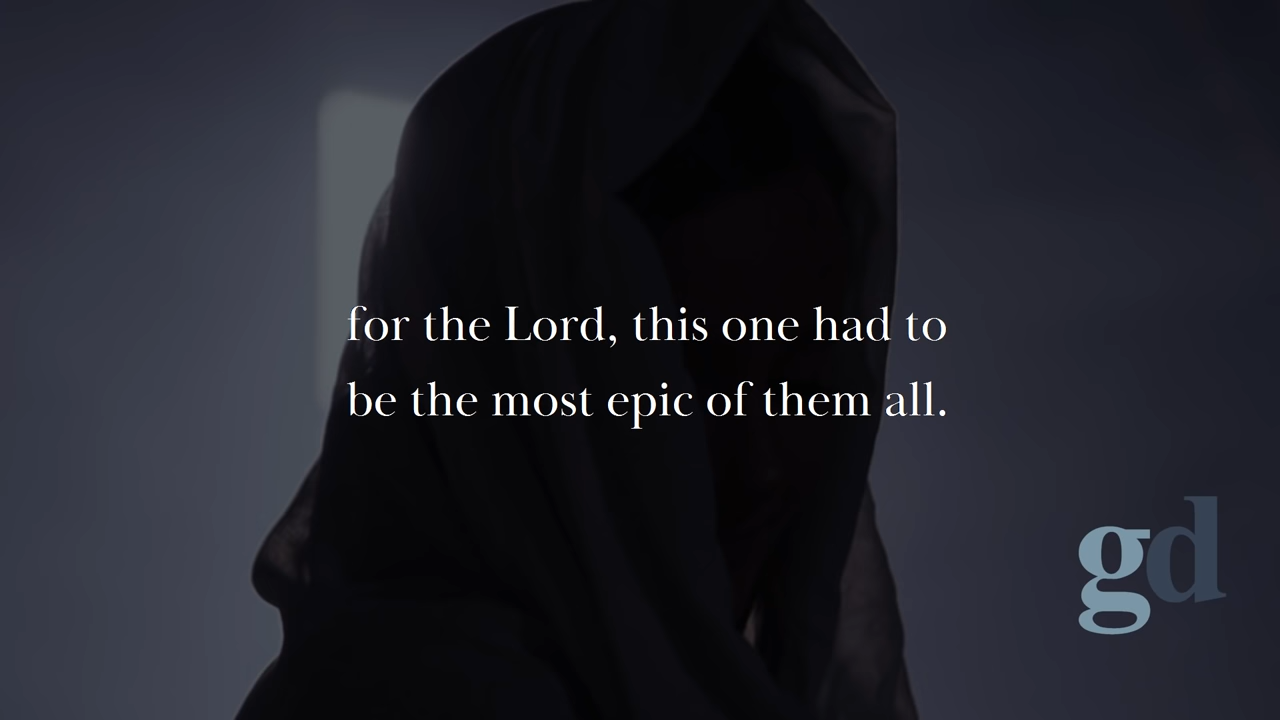 for the Lord, this one had to
be the most epic of them all.
gd